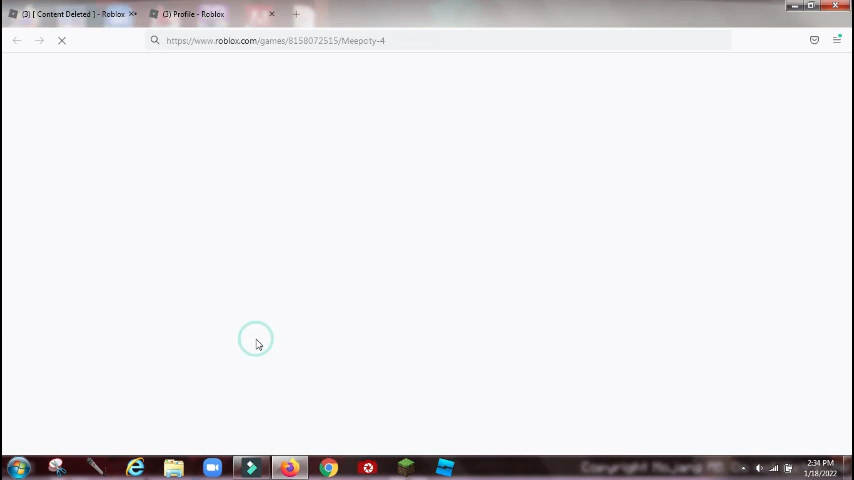 (3) [ Content Deleted ] - Roblox
(3) Profile - Roblox
https://www.roblox.com/games/8158072515/Meepoty-4
2:34 PM
1/18/2022